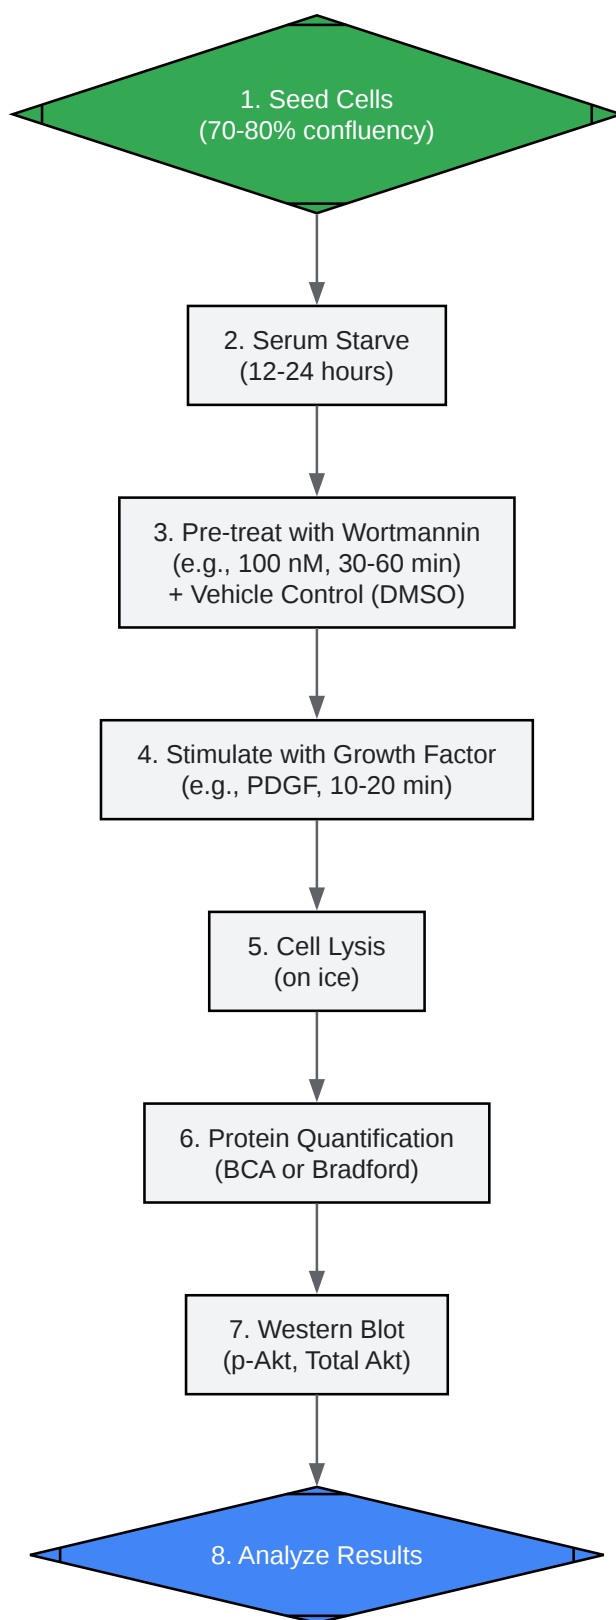 1. Seed Cells
(70-80% confluency)
2. Serum Starve
(12-24 hours)
3. Pre-treat with Wortmannin
(e.g., 100 nM, 30-60 min)
+ Vehicle Control (DMSO)
4. Stimulate with Growth Factor
(e.g., PDGF, 10-20 min)
5. Cell Lysis
(on ice)
6. Protein Quantification
(BCA or Bradford)
7. Western Blot
(p-Akt, Total Akt)
8. Analyze Results